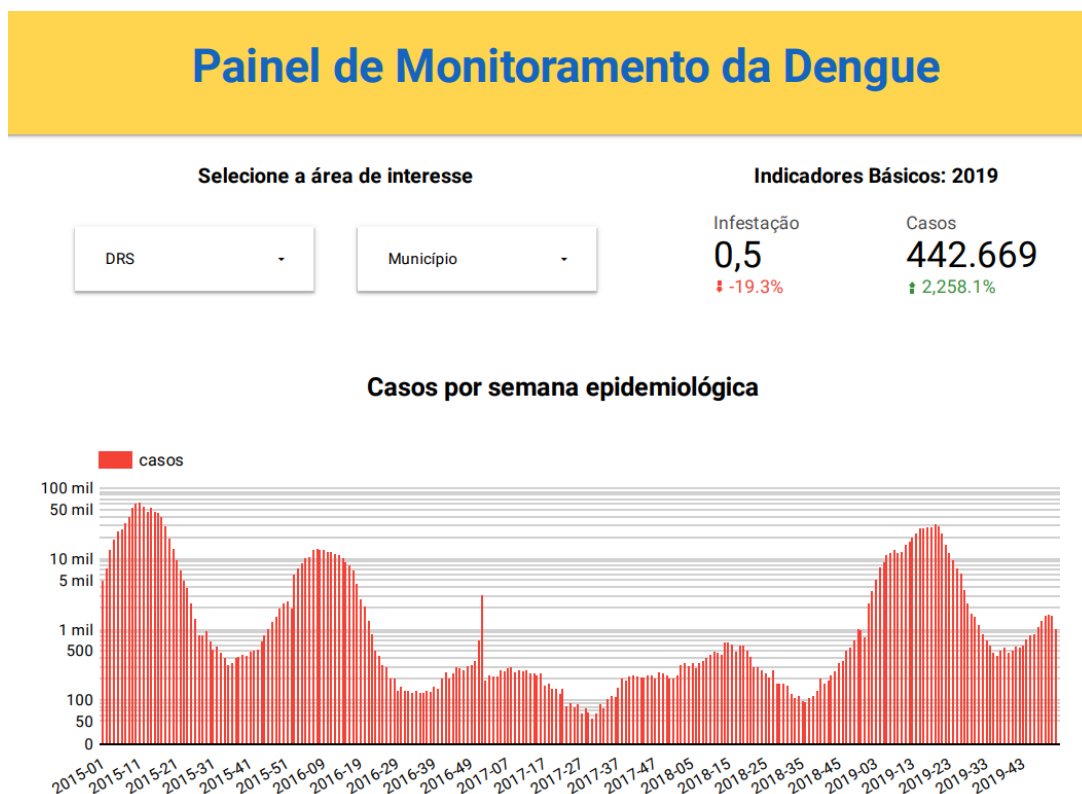 Painel de Monitoramento da Dengue
Selecione a área de interesse
Indicadores Básicos: 2019
DRS
Município
Infestação
0,5
-19.3%
Casos
442.669
2,258.1%
Casos por semana epidemiológica
casos
100 mil
50 mil
10 mil
5 mil
1 mil
500
100
50
0
2015-01
2015-11
2015-21
2015-31
2015-41
2015-51
2016-09
2016-19
2016-29
2016-39
2016-49
2017-07
2017-17
2017-27
2017-37
2017-47
2018-05
2018-15
2018-25
2018-35
2018-45
2019-03
2019-13
2019-23
2019-33
2019-43